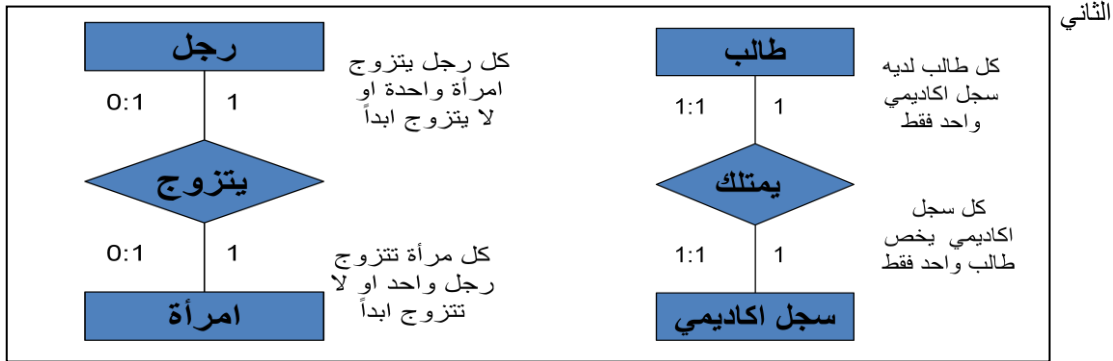 الثاني
طالب
كل طالب لديه
سجل اكاديمي
واحد فقط
1:1
1
يمتلك
كل سجل
اكاديمي يخص
طالب واحد فقط
1:1
1
سجل اكاديمي
رجل
كل رجل يتزوج
امرأة واحدة او
لا يتزوج ابداً
0:1
1
يتزوج
كل مرأة تتزوج
رجل واحد او لا
تتزوج ابداً
0:1
1
امرأة